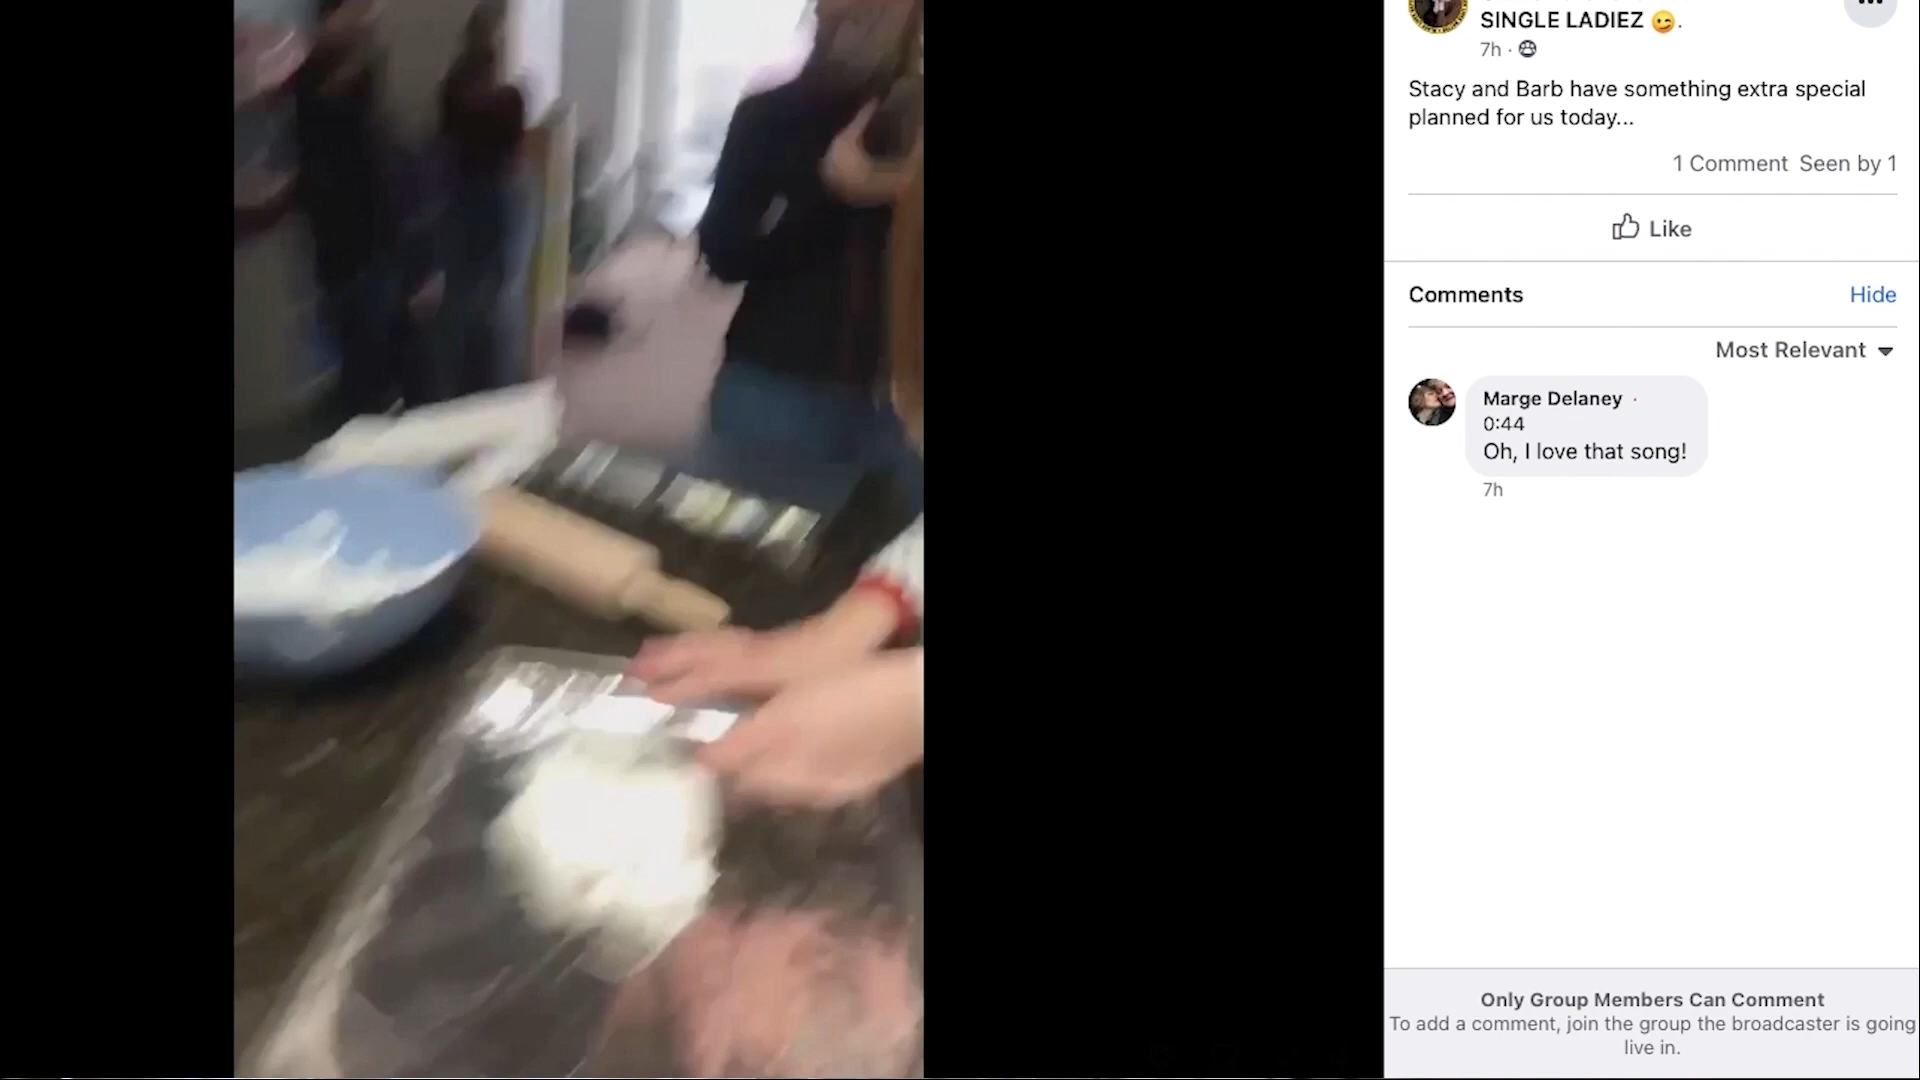 SINGLE LADIEZ 😉.
7h ·
Stacy and Barb have something extra special
planned for us today...
1 Comment Seen by 1
Like
Comments Hide
Most Relevant
Marge Delaney ·
0:44
Oh, I love that song!
7h
Only Group Members Can Comment
To add a comment, join the group the broadcaster is going
live in.